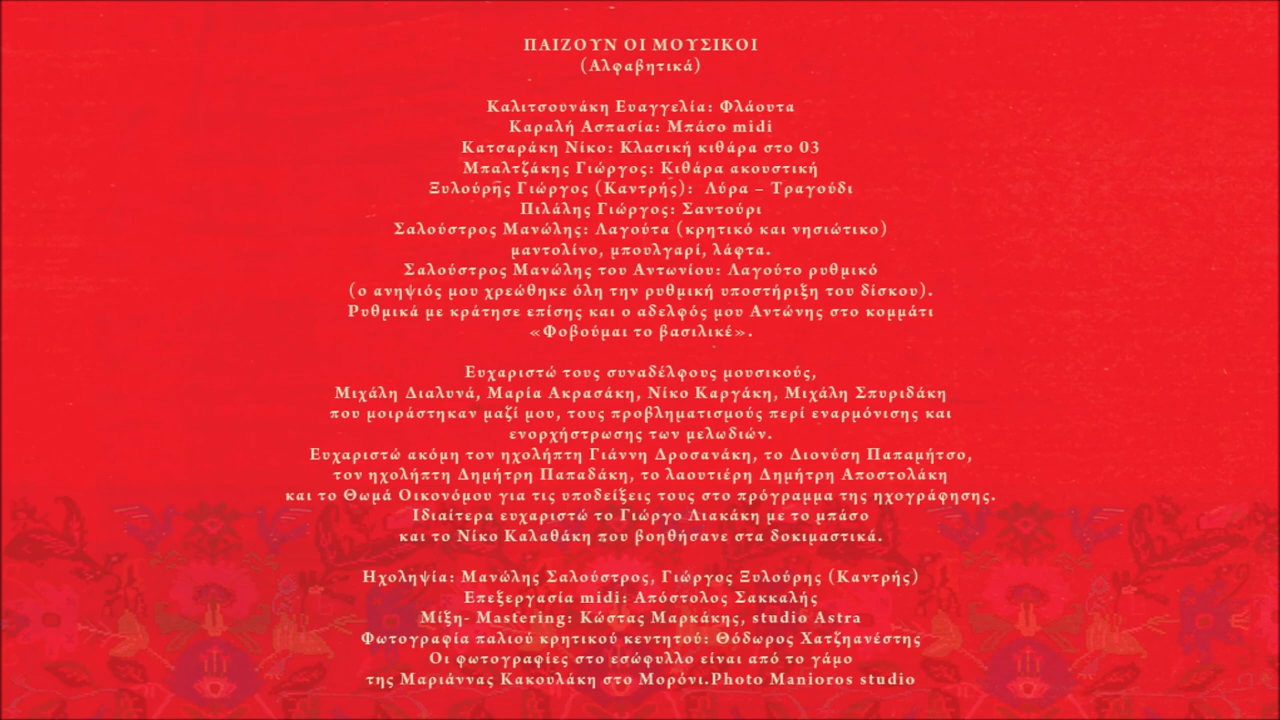 ΠΑΙΖΟΥΝ ΟΙ ΜΟΥΣΙΚΟΙ
(Αλφαβητικά)
Καλιτσουνάκη Ευαγγελία: Φλάουτα
Καραλή Ασπασία: Μπάσο midi
Κατσαράκη Νίκο: Κλασική κιθάρα στο 03
Μπαλτζάκης Γιώργος: Κιθάρα ακουστική
Ξυλούρης Γιώργος (Καντρής): Λύρα – Τραγούδι
Πιλάλης Γιώργος: Σαντούρι
Σαλούστρος Μανώλης: Λαγούτα (κρητικό και νησιώτικο)
μαντολίνο, μπουλγαρί, λάφτα.
Σαλούστρος Μανώλης του Αντωνίου: Λαγούτο ρυθμικό
(ο ανηψιός μου χρεώθηκε όλη την ρυθμική υποστήριξη του δίσκου).
Ρυθμικά με κράτησε επίσης και ο αδελφός μου Αντώνης στο κομμάτι
«Φοβούμαι το βασιλικέ».
Ευχαριστώ τους συναδέλφους μουσικούς,
Μιχάλη Διαλυνά, Μαρία Ακρασάκη, Νίκο Καργάκη, Μιχάλη Σπυριδάκη
που μοιράστηκαν μαζί μου, τους προβληματισμούς περί εναρμόνισης και
ενορχήστρωσης των μελωδιών.
Ευχαριστώ ακόμη τον ηχολήπτη Γιάννη Δροσανάκη, το Διονύση Παπαμήτσο,
τον ηχολήπτη Δημήτρη Παπαδάκη, το λαουτιέρη Δημήτρη Αποστολάκη
και το Θωμά Οικονόμου για τις υποδείξεις τους στο πρόγραμμα της ηχογράφησης.
Ιδιαίτερα ευχαριστώ το Γιώργο Λιακάκη με το μπάσο
και το Νίκο Καλαθάκη που βοηθήσανε στα δοκιμαστικά.
Ηχοληψία: Μανώλης Σαλούστρος, Γιώργος Ξυλούρης (Καντρής)
Επεξεργασία midi: Απόστολος Σακκαλής
Μίξη- Mastering: Κώστας Μαρκάκης, studio Astra
Φωτογραφία παλιού κρητικού κεντητού: Θόδωρος Χατζηανέστης
Οι φωτογραφίες στο εσώφυλλο είναι από το γάμο
της Μαριάννας Κακουλάκη στο Μορόνι.Photo Manioros studio